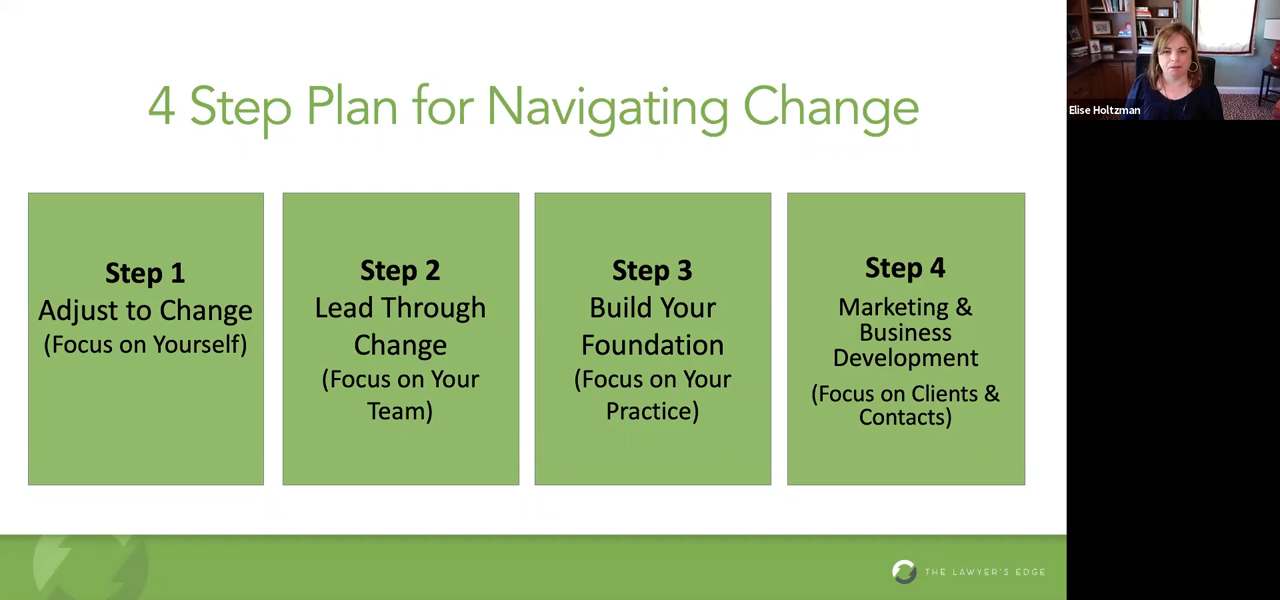 4 Step Plan for Navigating Change
Step 1
Adjust to Change
(Focus on Yourself)
Step 2
Lead Through
Change
(Focus on Your
Team)
Step 3
Build Your
Foundation
(Focus on Your
Practice)
Step 4
Marketing &
Business
Development
(Focus on Clients &
Contacts)
THE LAWYER'S EDGE
Elise Holtzman